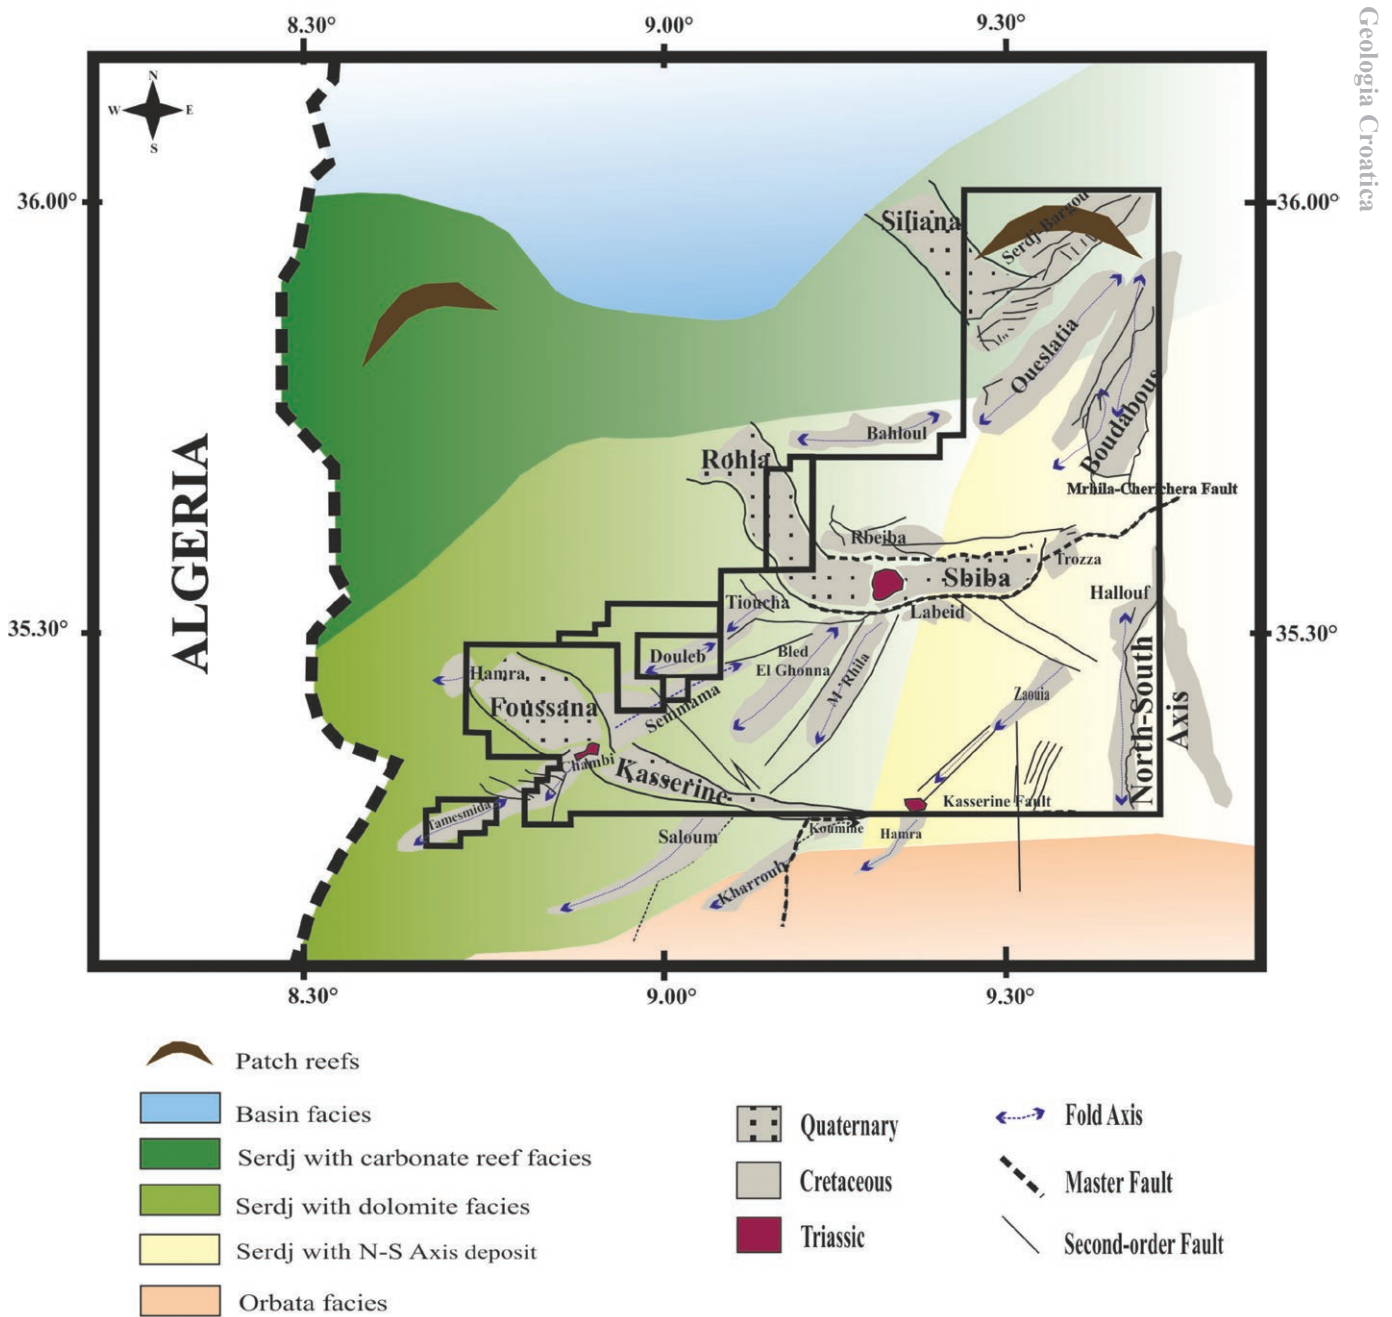 Geologia Croatica
8.30°
9.00°
9.30°
N
W
E
S
36.00°
36.00°
Siliana
Serdj-Bargou
Oueslatia
Boudabous
Bahloul
Rohia
Mrhila-Cherichera Fault
ALGERIA
Rbeiba
Trozza
Sbiba
Hallouf
Tioucha
Labeid
35.30°
35.30°
Douleb
Bled
El Ghonna
M'Rhila
Hamra
Zaouia
North-South
Axis
Foussana
Semmama
Chambi
Kasserine
Kasserine Fault
Tamesmida
Saloum
Koumine
Hamra
Kharroub
8.30°
9.00°
9.30°
Patch reefs
Basin facies
Serdj with carbonate reef facies
Serdj with dolomite facies
Serdj with N-S Axis deposit
Orbata facies
Quaternary
Cretaceous
Triassic
Fold Axis
Master Fault
Second-order Fault